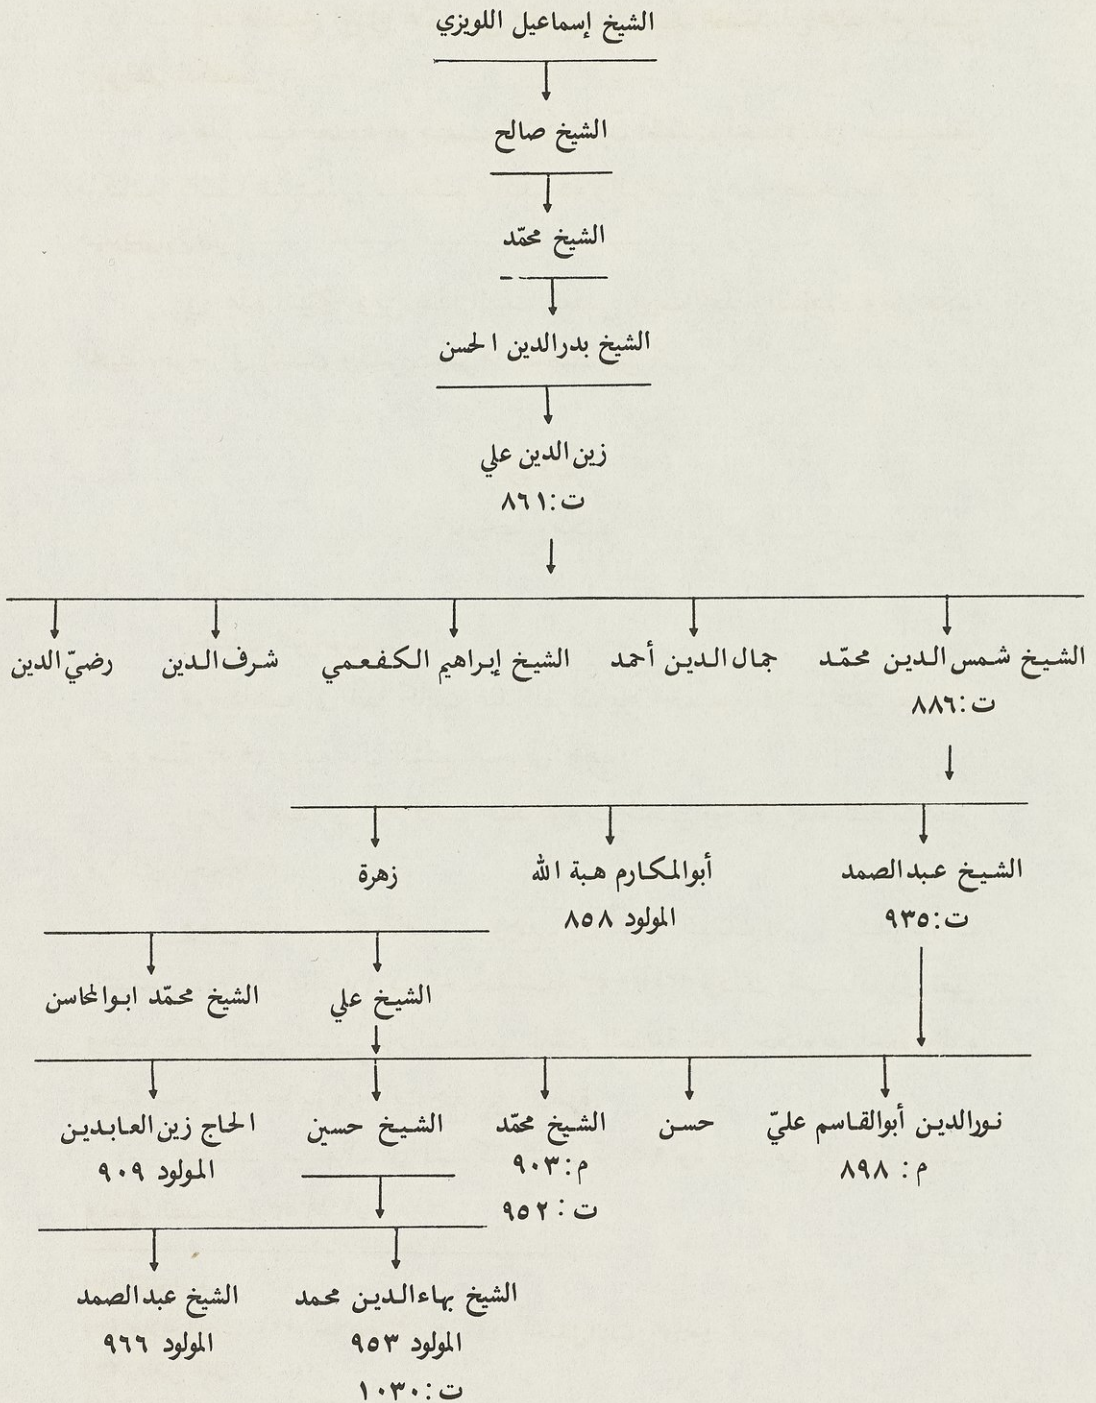 الشيخ إسماعيل اللويزي
الشيخ صالح
الشيخ محمّد
الشيخ بدرالدين الحسن
زين الدين علي
ت: ٨٦١
الشيخ شمس الدين محمّد
ت: ٨٨٦
جمال الدين أحمد
الشيخ إبراهيم الكفعمي
شرف الدين
رضيّ الدين
الشيخ عبدالصمد
ت: ٩٣٥
أبوالمكارم هبة الله
المولود ٨٥٨
زهرة
الشيخ علي
الشيخ محمّد ابوالمحاسن
نورالدين أبوالقاسم عليّ
م: ٨٩٨
حسن
الشيخ محمّد
م: ٩٠٣
ت: ٩٥٢
الشيخ حسين
الحاج زين العابدين
المولود ٩٠٩
الشيخ بهاءالدين محمد
المولود ٩٥٣
ت: ١٠٣٠
الشيخ عبدالصمد
المولود ٩٦٦